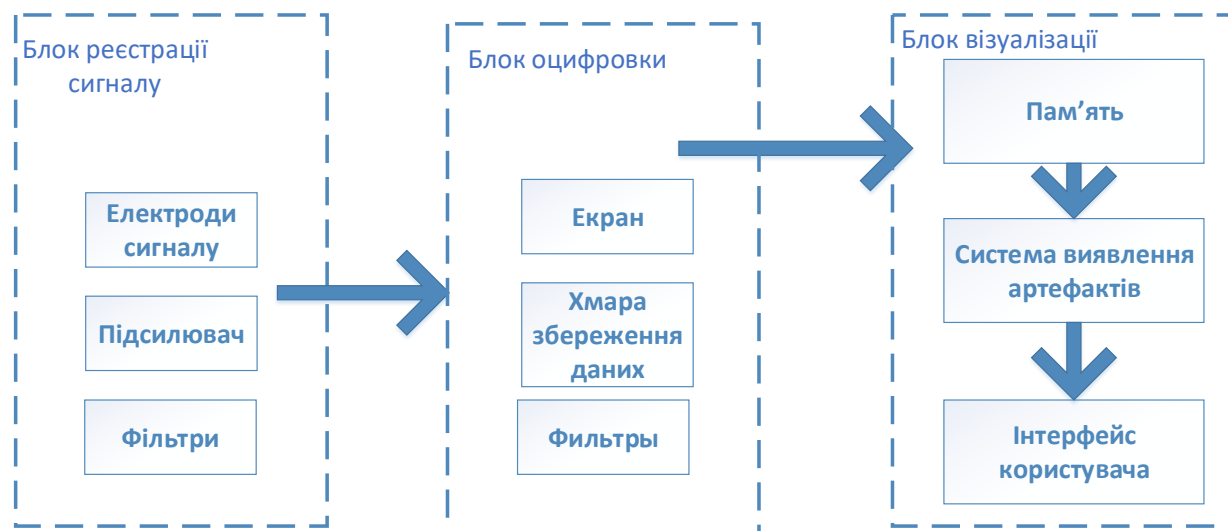 Блок реєстрації
сигналу
Електроди
сигналу
Підсилювач
Фільтри
Блок оцифровки
Екран
Хмара
збереження
даних
Фильтры
Блок візуалізації
Пам’ять
Система виявлення
артефактів
Інтерфейс
користувача